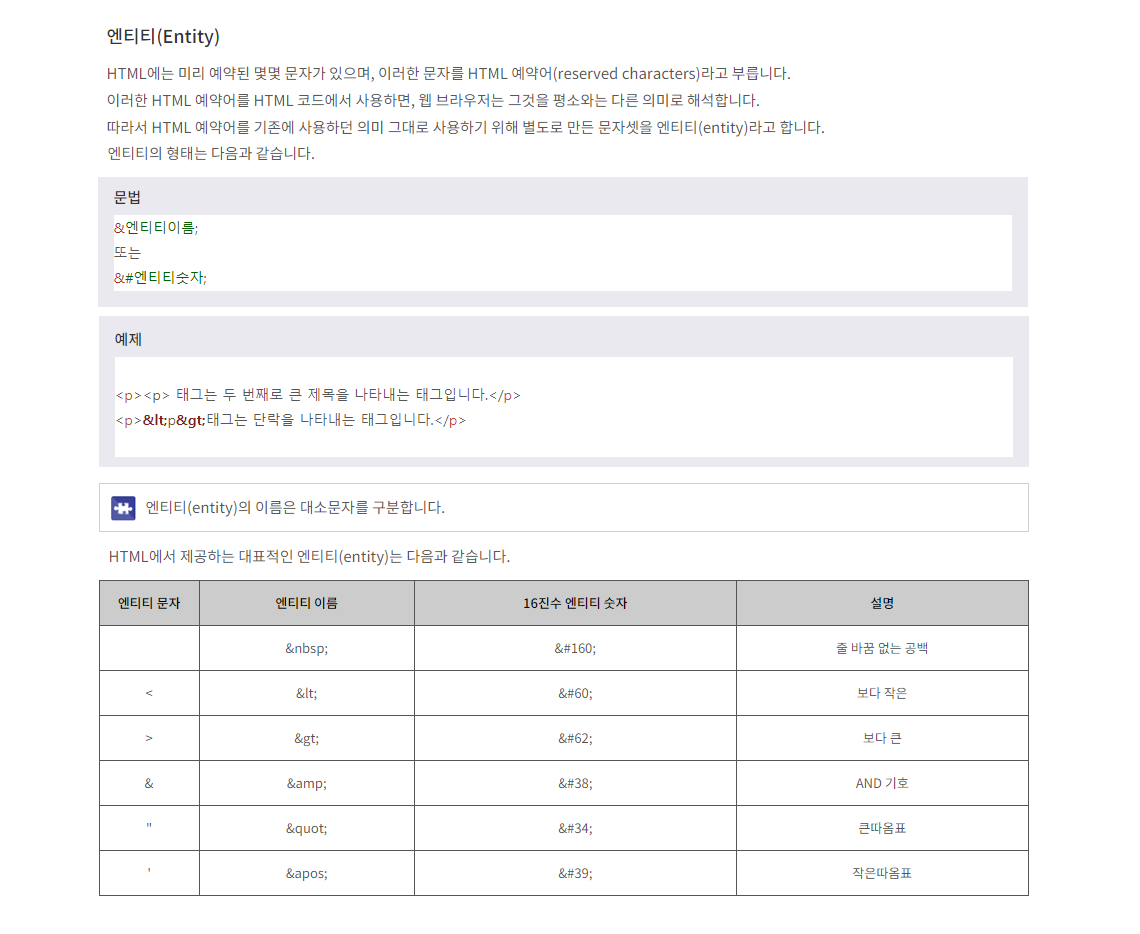 엔티티(Entity)
HTML에는 미리 예약된 몇몇 문자가 있으며, 이러한 문자를 HTML 예약어(reserved characters)라고 부릅니다.
이러한 HTML 예약어를 HTML 코드에서 사용하면, 웹 브라우저는 그것을 평소와는 다른 의미로 해석합니다.
따라서 HTML 예약어를 기존에 사용하던 의미 그대로 사용하기 위해 별도로 만든 문자셋을 엔티티(entity)라고 합니다.
엔티티의 형태는 다음과 같습니다.
문법
&엔티티이름;
또는
&#엔티티숫자;
예제
<p><p> 태그는 두 번째로 큰 제목을 나타내는 태그입니다.</p>
<p>&lt;p&gt;태그는 단락을 나타내는 태그입니다.</p>
엔티티(entity)의 이름은 대소문자를 구분합니다.
HTML에서 제공하는 대표적인 엔티티(entity)는 다음과 같습니다.
엔티티 문자 엔티티 이름 16진수 엔티티 숫자 설명
&nbsp; &#160; 줄 바꿈 없는 공백
< &lt; &#60; 보다 작은
> &gt; &#62; 보다 큰
& &amp; &#38; AND 기호
" &quot; &#34; 큰따옴표
' &apos; &#39; 작은따옴표